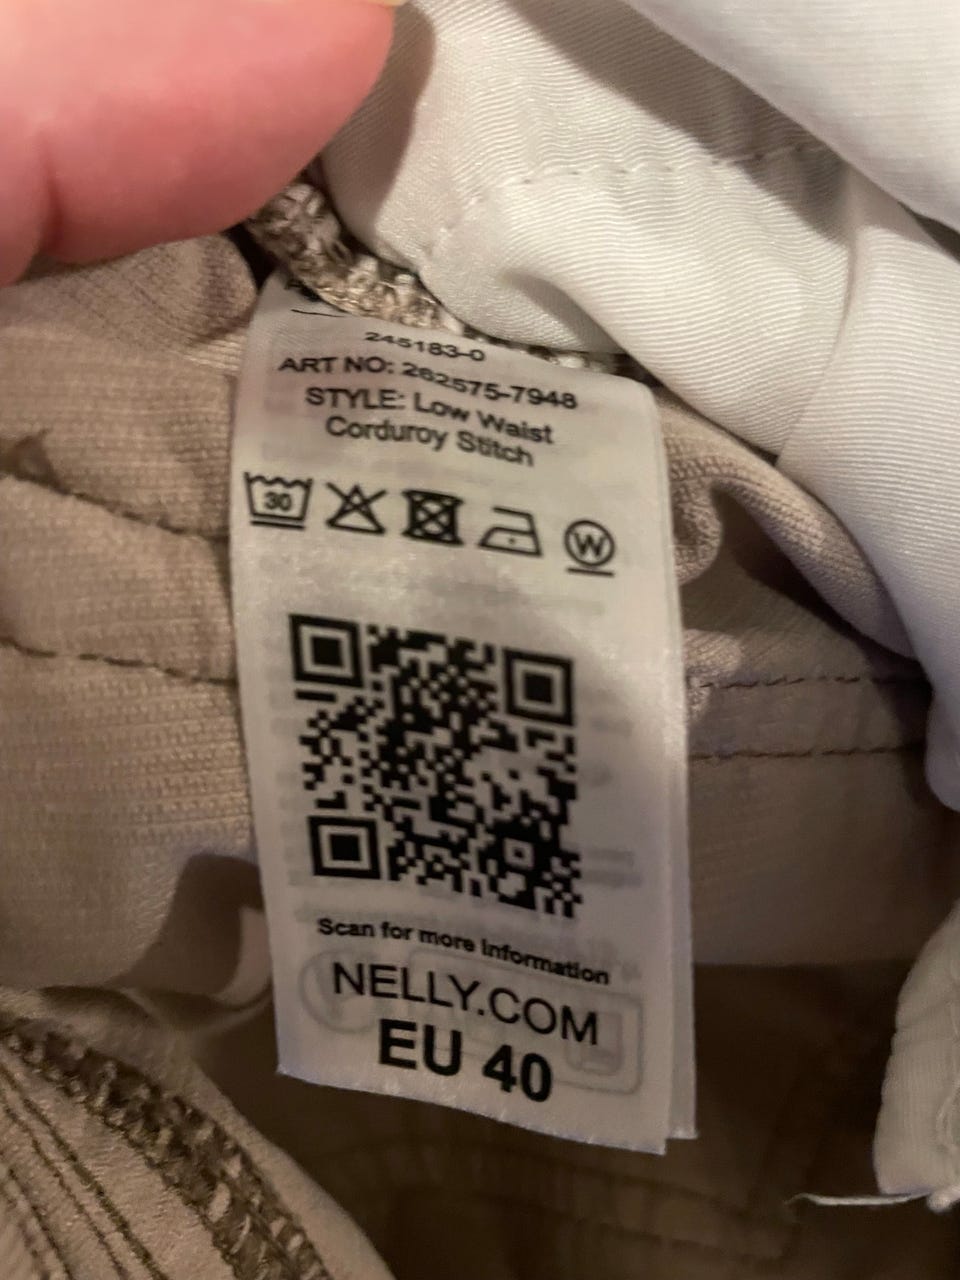 245183-0
ART NO: 262575-7948
STYLE: Low Waist
Corduroy Stitch
30
W
Scan for more information
NELLY.COM
EU 40